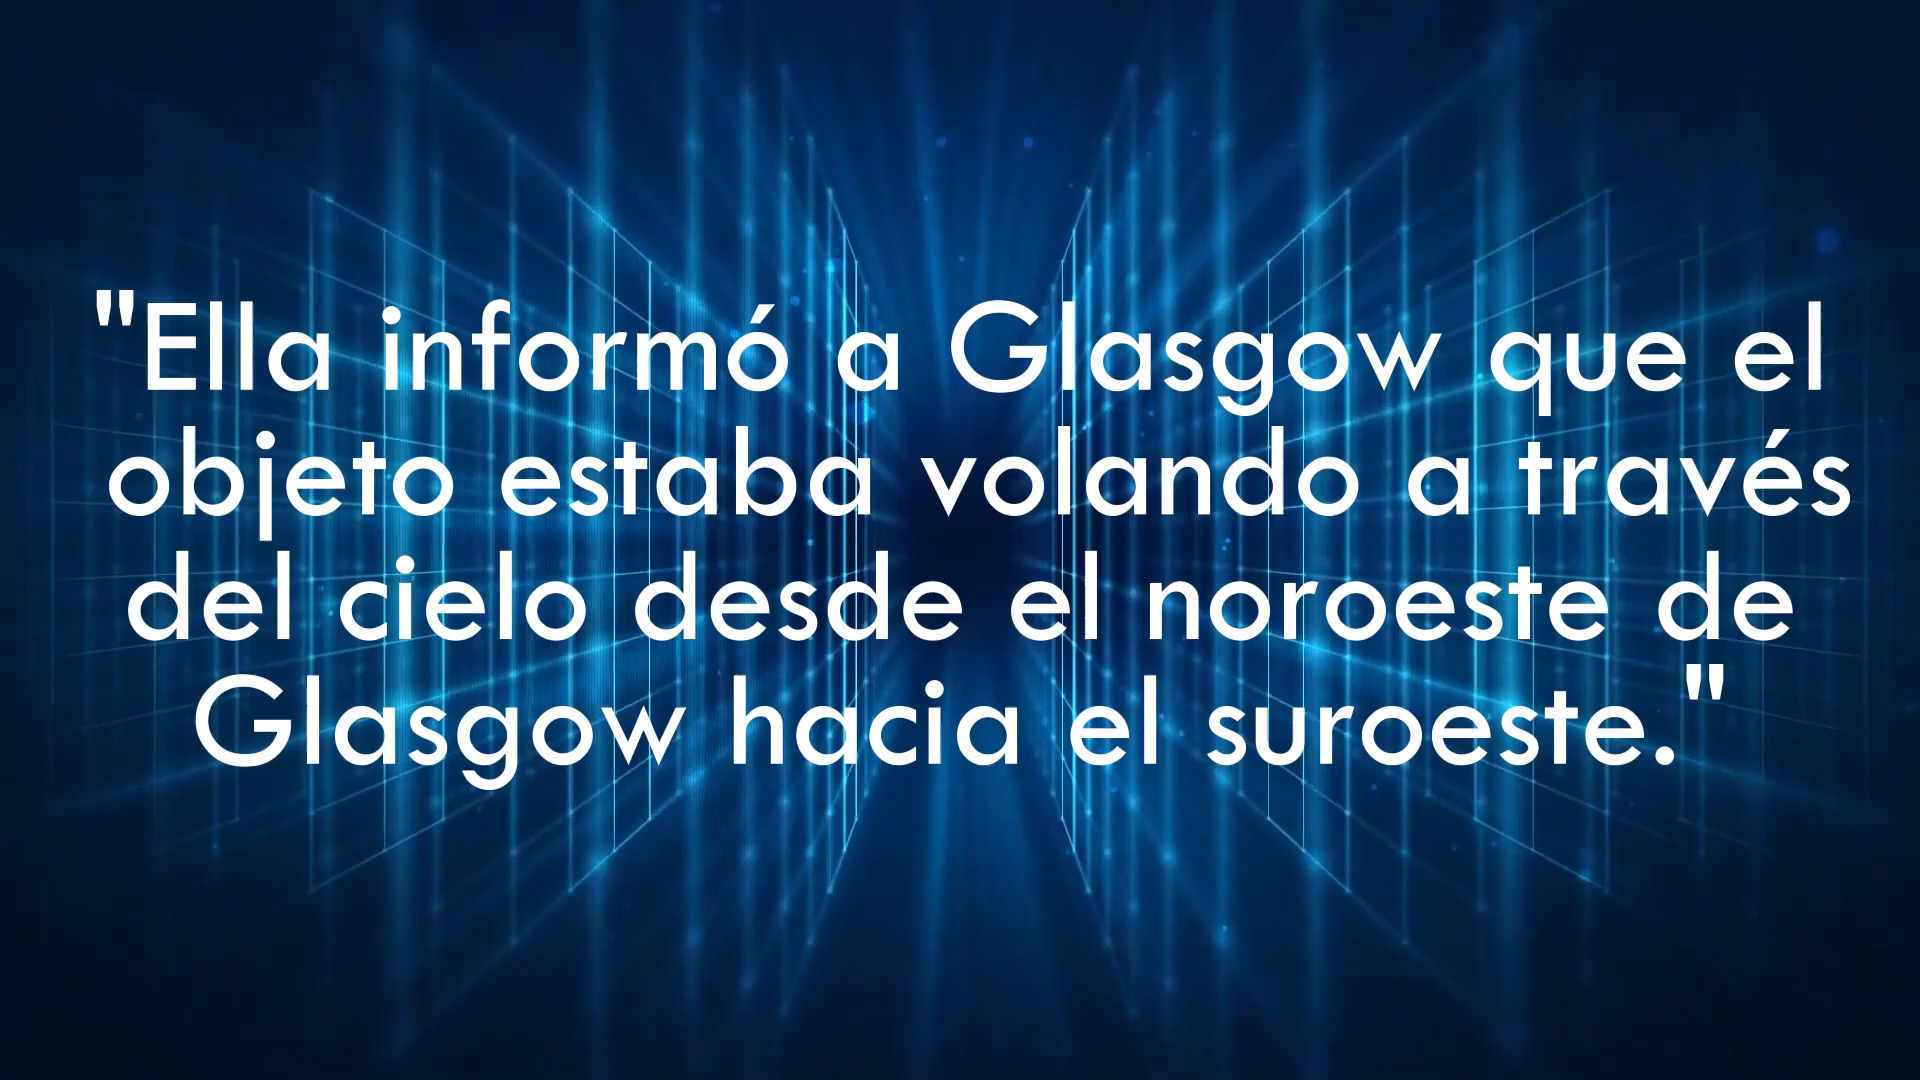 "Ella informó a Glasgow que el
objeto estaba volando a través
del cielo desde el noroeste de
Glasgow hacia el suroeste."